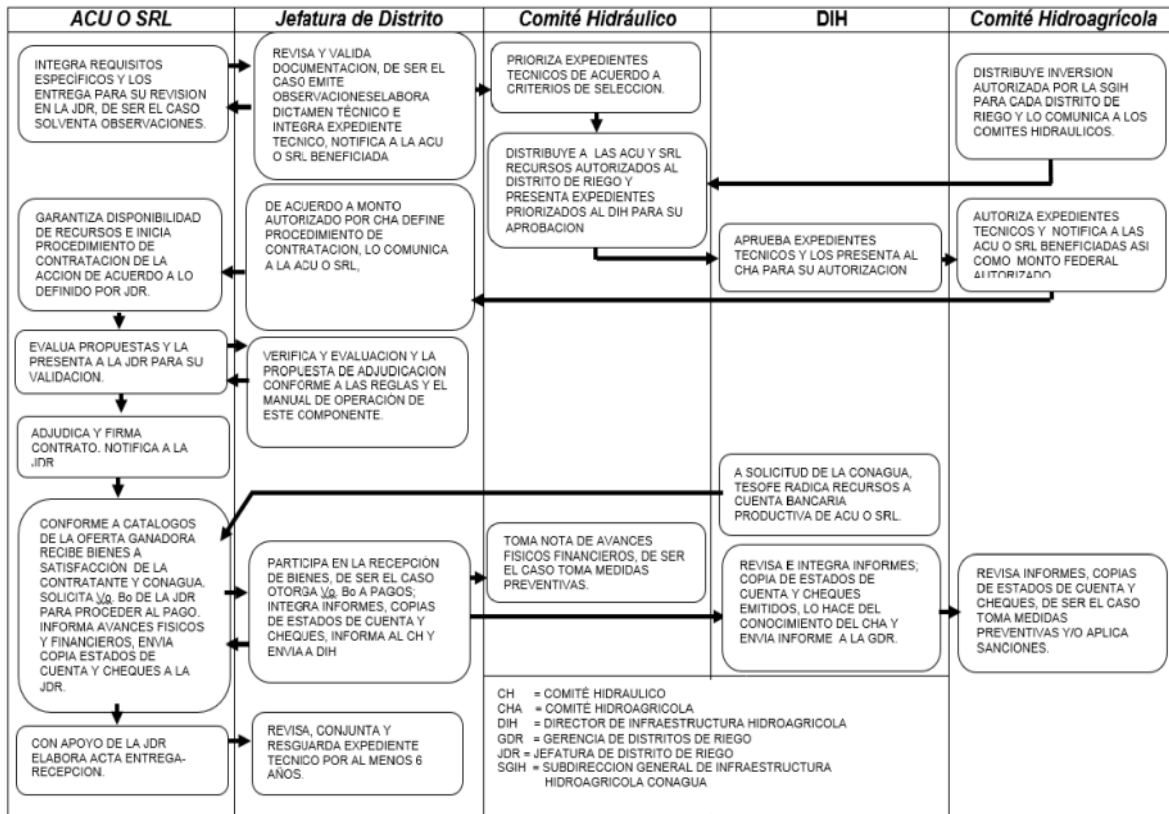 ACU O SRL
Jefatura de Distrito
Comité Hidráulico
DIH
Comité Hidroagrícola
INTEGRA REQUISITOS
ESPECÍFICOS Y LOS
ENTREGA PARA SU REVISION
EN LA JDR, DE SER EL CASO
SOLVENTA OBSERVACIONES.
REVISA Y VALIDA
DOCUMENTACION, DE SER EL
CASO EMITE
OBSERVACIONESELABORA
DICTAMEN TÉCNICO E
INTEGRA EXPEDIENTE
TECNICO, NOTIFICA A LA ACU
O SRL BENEFICIADA
PRIORIZA EXPEDIENTES
TECNICOS DE ACUERDO A
CRITERIOS DE SELECCION.
DISTRIBUYE INVERSION
AUTORIZADA POR LA SGIH
PARA CADA DISTRITO DE
RIEGO Y LO COMUNICA A LOS
COMITES HIDRAULICOS.
DISTRIBUYE A LAS ACU Y SRL
RECURSOS AUTORIZADOS AL
DISTRITO DE RIEGO Y
PRESENTA EXPEDIENTES
PRIORIZADOS AL DIH PARA SU
APROBACION
GARANTIZA DISPONIBILIDAD
DE RECURSOS E INICIA
PROCEDIMIENTO DE
CONTRATACION DE LA
ACCION DE ACUERDO A LO
DEFINIDO POR JDR.
DE ACUERDO A MONTO
AUTORIZADO POR CHA DEFINE
PROCEDIMIENTO DE
CONTRATACION, LO COMUNICA
A LA ACU O SRL,
APRUEBA EXPEDIENTES
TECNICOS Y LOS PRESENTA AL
CHA PARA SU AUTORIZACION
AUTORIZA EXPEDIENTES
TECNICOS Y NOTIFICA A LAS
ACU O SRL BENEFICIADAS ASI
COMO MONTO FEDERAL
AUTORIZADO
EVALUA PROPUESTAS Y LA
PRESENTA A LA JDR PARA SU
VALIDACION.
VERIFICA Y EVALUACION Y LA
PROPUESTA DE ADJUDICACION
CONFORME A LAS REGLAS Y EL
MANUAL DE OPERACIÓN DE
ESTE COMPONENTE.
ADJUDICA Y FIRMA
CONTRATO. NOTIFICA A LA
JDR
A SOLICITUD DE LA CONAGUA,
TESOFE RADICA RECURSOS A
CUENTA BANCARIA
PRODUCTIVA DE ACU O SRL.
CONFORME A CATALOGOS
DE LA OFERTA GANADORA
RECIBE BIENES A
SATISFACCIÓN DE LA
CONTRATANTE Y CONAGUA.
SOLICITA Vo. Bo DE LA JDR
PARA PROCEDER AL PAGO.
INFORMA AVANCES FISICOS
Y FINANCIEROS, ENVIA
COPIA ESTADOS DE
CUENTA Y CHEQUES A LA
JDR.
PARTICIPA EN LA RECEPCIÓN
DE BIENES, DE SER EL CASO
OTORGA Vo. Bo A PAGOS;
INTEGRA INFORMES, COPIAS
DE ESTADOS DE CUENTA Y
CHEQUES, INFORMA AL CH Y
ENVIA A DIH
TOMA NOTA DE AVANCES
FISICOS FINANCIEROS, DE SER
EL CASO TOMA MEDIDAS
PREVENTIVAS.
REVISA E INTEGRA INFORMES;
COPIA DE ESTADOS DE
CUENTA Y CHEQUES
EMITIDOS, LO HACE DEL
CONOCIMIENTO DEL CHA Y
ENVIA INFORME A LA GDR.
REVISA INFORMES, COPIAS
DE ESTADOS DE CUENTA Y
CHEQUES, DE SER EL CASO
TOMA MEDIDAS
PREVENTIVAS Y/O APLICA
SANCIONES.
CON APOYO DE LA JDR
ELABORA ACTA ENTREGA-
RECEPCION.
REVISA, CONJUNTA Y
RESGUARDA EXPEDIENTE
TECNICO POR AL MENOS 6
AÑOS.
CH = COMITÉ HIDRAULICO
CHA = COMITÉ HIDROAGRICOLA
DIH = DIRECTOR DE INFRAESTRUCTURA HIDROAGRICOLA
GDR = GERENCIA DE DISTRITOS DE RIEGO
JDR = JEFATURA DE DISTRITO DE RIEGO
SGIH = SUBDIRECCION GENERAL DE INFRAESTRUCTURA
HIDROAGRICOLA CONAGUA